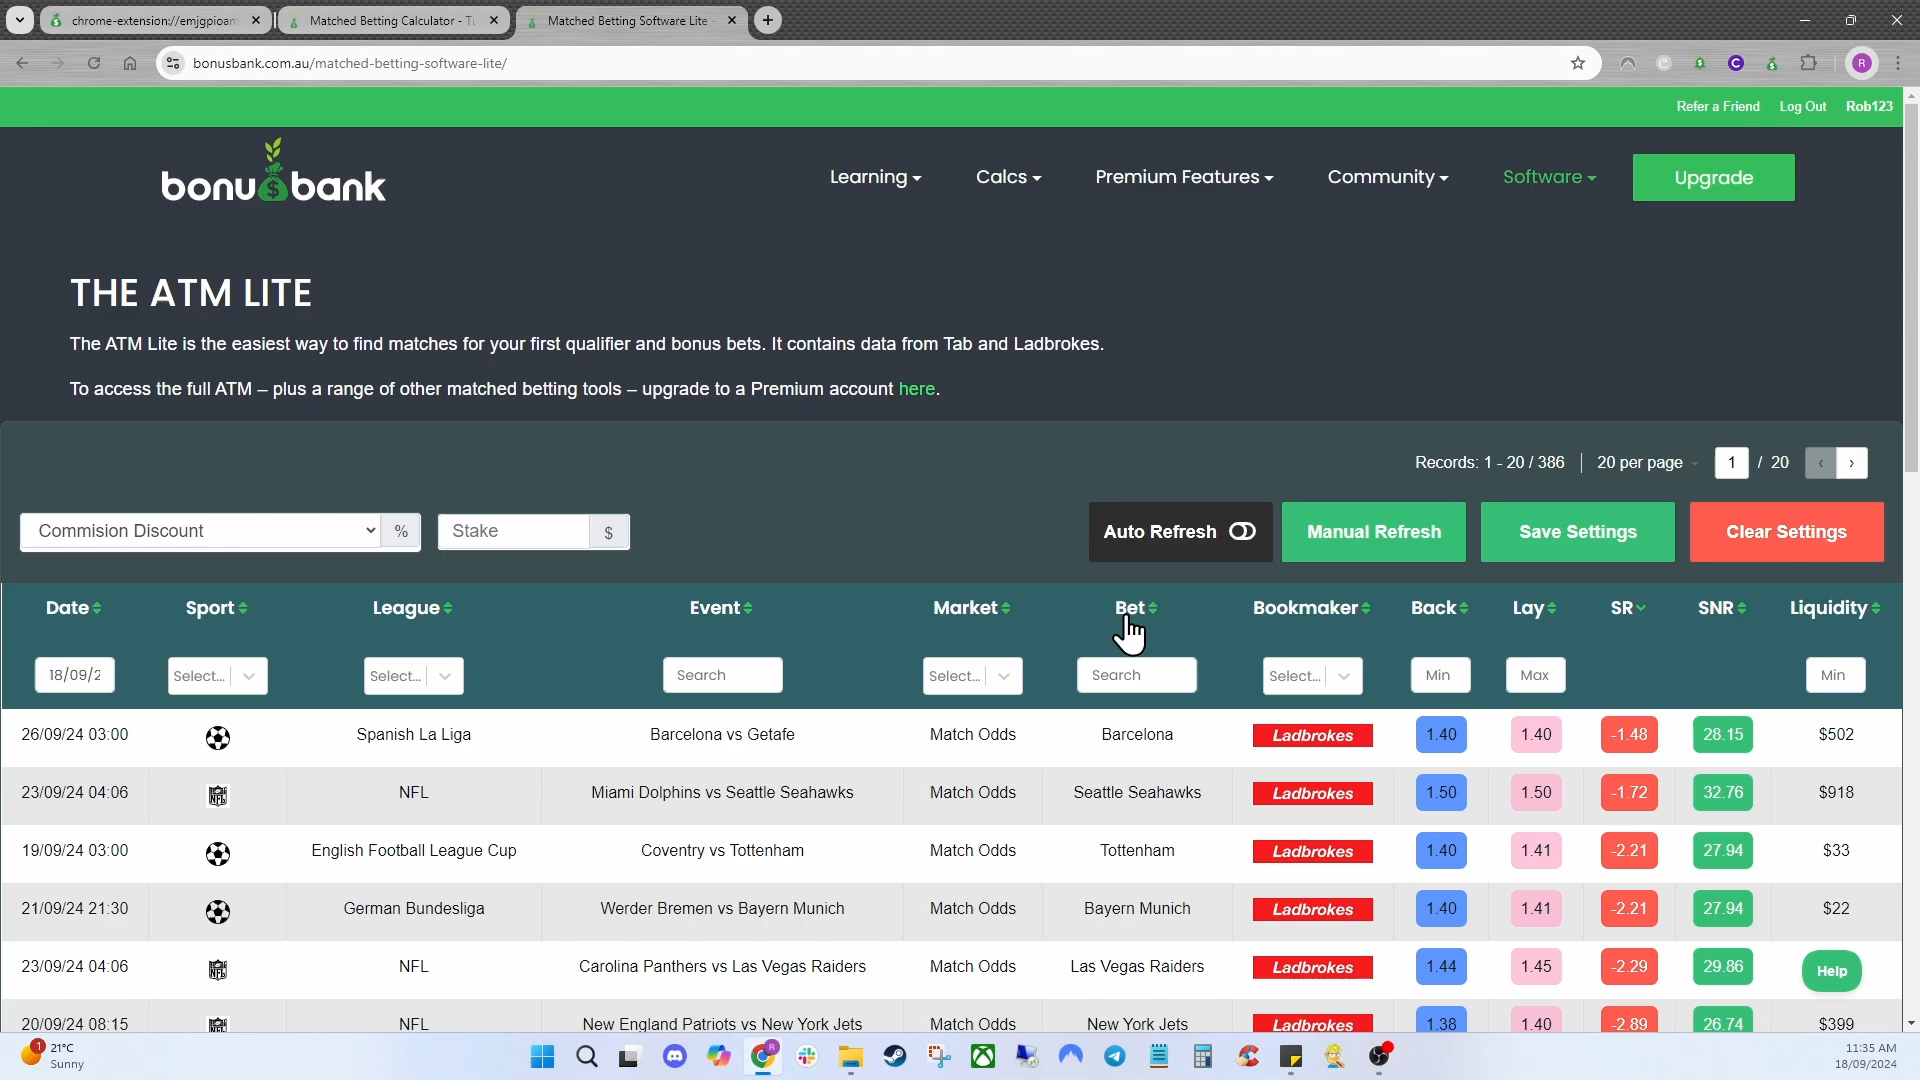 chrome-extension://emjgpioam
Matched Betting Calculator - Tu
Matched Betting Software Lite -
bonusbank.com.au/matched-betting-software-lite/
R
Refer a Friend Log Out Rob123
bonu$bank
Learning Calcs Premium Features Community Software Upgrade
THE ATM LITE
The ATM Lite is the easiest way to find matches for your first qualifier and bonus bets. It contains data from Tab and Ladbrokes.
To access the full ATM – plus a range of other matched betting tools – upgrade to a Premium account here.
Records: 1 - 20 / 386 20 per page 1 / 20 ‹ ›
Commision Discount % Stake $ Auto Refresh Manual Refresh Save Settings Clear Settings
Date Sport League Event Market Bet Bookmaker Back Lay SR SNR Liquidity
18/09/2 Select... Select... Search Select... Search Select... Min Max Min
26/09/24 03:00 Spanish La Liga Barcelona vs Getafe Match Odds Barcelona Ladbrokes 1.40 1.40 -1.48 28.15 $502
23/09/24 04:06 NFL NFL Miami Dolphins vs Seattle Seahawks Match Odds Seattle Seahawks Ladbrokes 1.50 1.50 -1.72 32.76 $918
19/09/24 03:00 English Football League Cup Coventry vs Tottenham Match Odds Tottenham Ladbrokes 1.40 1.41 -2.21 27.94 $33
21/09/24 21:30 German Bundesliga Werder Bremen vs Bayern Munich Match Odds Bayern Munich Ladbrokes 1.40 1.41 -2.21 27.94 $22
23/09/24 04:06 NFL NFL Carolina Panthers vs Las Vegas Raiders Match Odds Las Vegas Raiders Ladbrokes 1.44 1.45 -2.29 29.86 Help
20/09/24 08:15 NFL NFL New England Patriots vs New York Jets Match Odds New York Jets Ladbrokes 1.38 1.40 -2.89 26.74 $399
1 21°C
Sunny
11:35 AM
18/09/2024